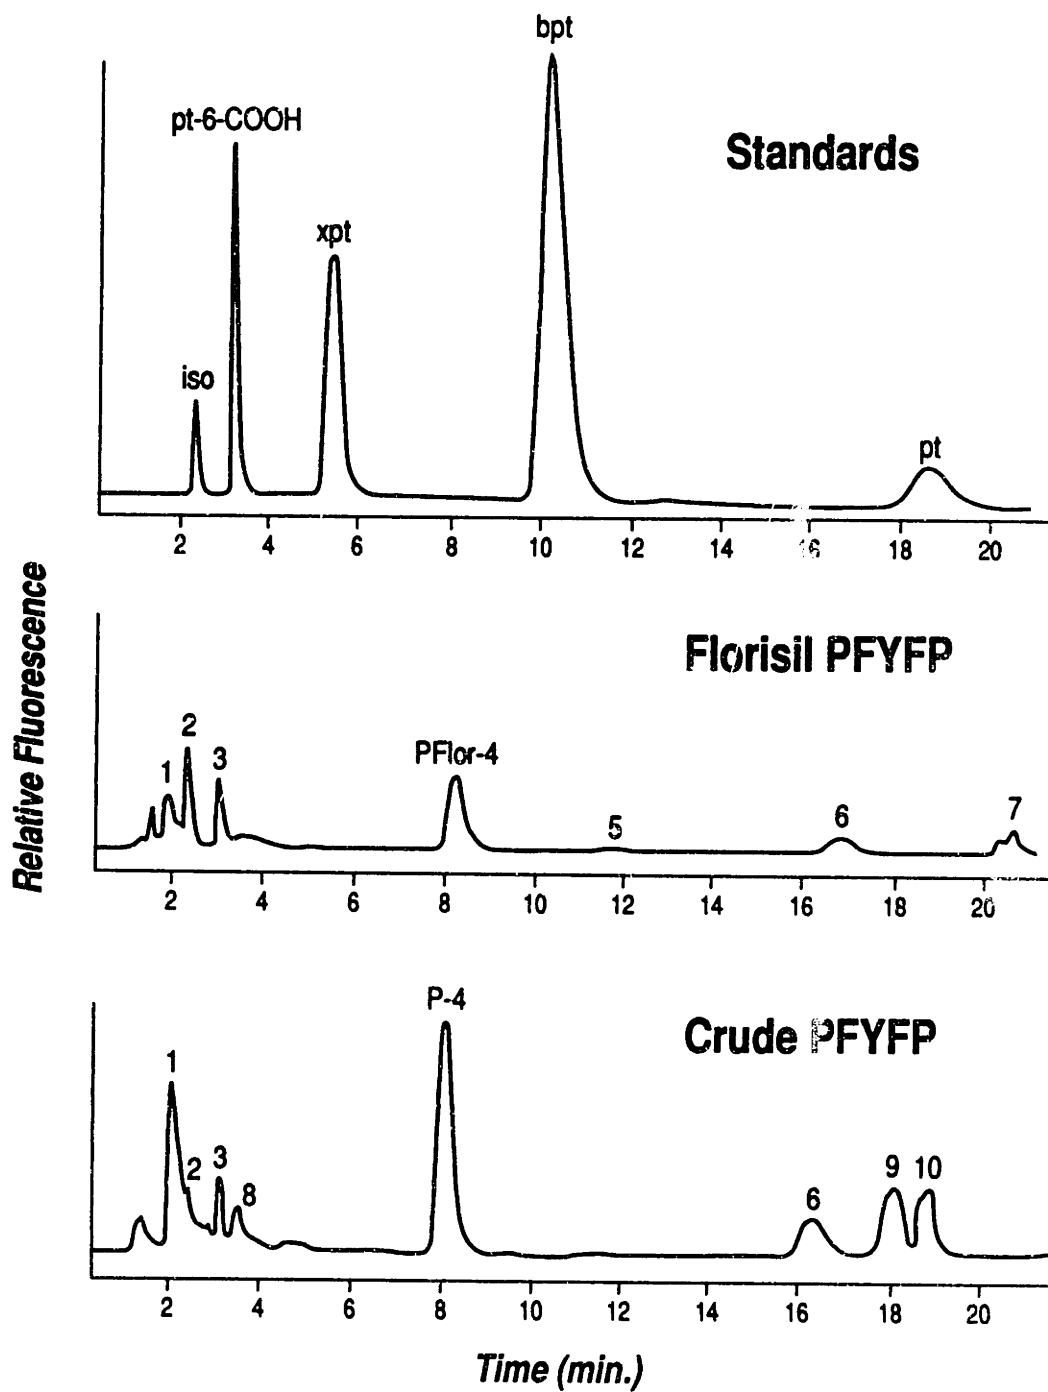 bpt
pt-6-COOH
Standards
xpt
iso
pt
2 4 6 8 10 12 14 16 18 20
Relative Fluorescence
Florisil PFYFP
2
1 3 PFlor-4
5 6 7
2 4 6 8 10 12 14 16 18 20
P-4
Crude PFYFP
1
2 3 8
6 9 10
2 4 6 8 10 12 14 16 18 20
Time (min.)